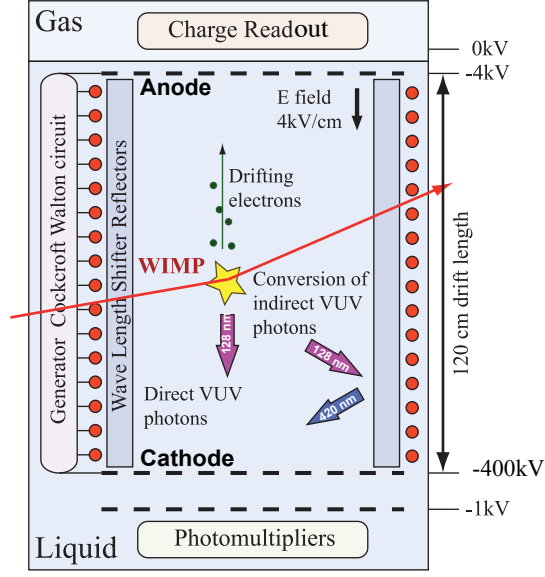 Gas
Charge Readout
0kV
-4kV
Anode
E field
4kV/cm
Generator Cockcroft Walton circuit
Wave Length Shifter Reflectors
Drifting
electrons
WIMP
Conversion of
indirect VUV
photons
128 nm
128 nm
420 nm
Direct VUV
photons
120 cm drift length
Cathode
-400kV
-1kV
Photomultipliers
Liquid